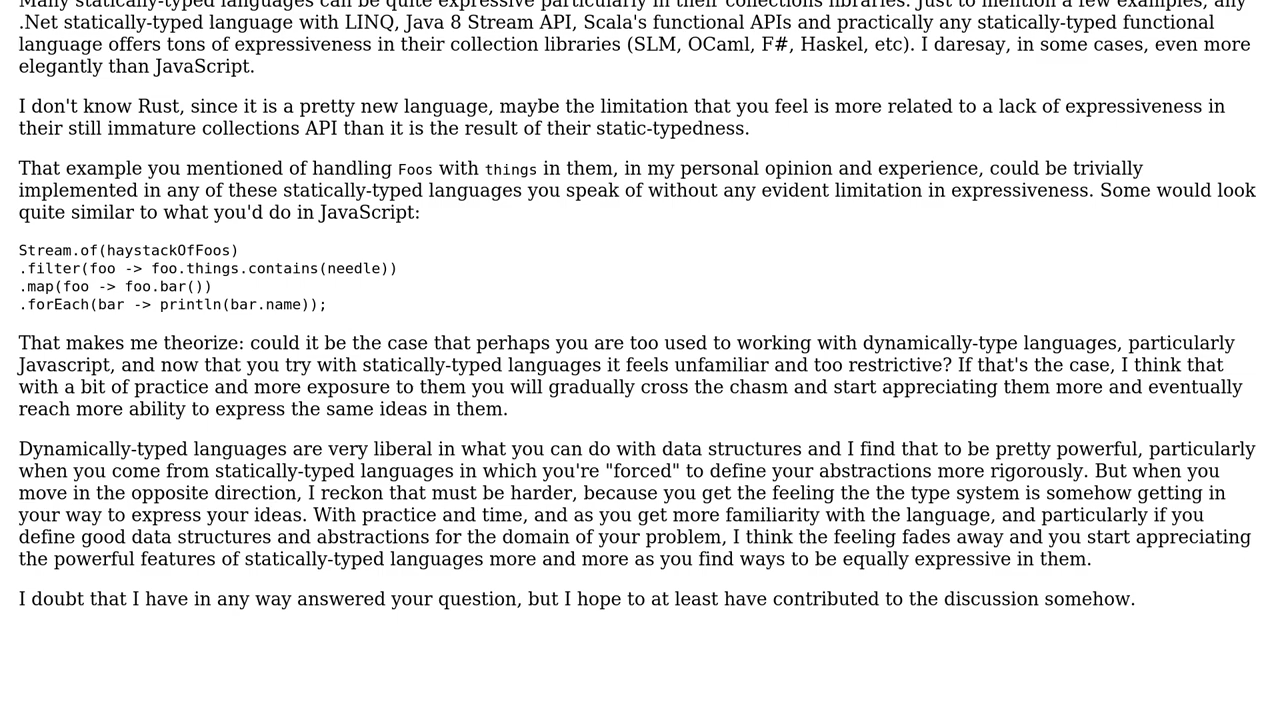 Many statically-typed languages can be quite expressive particularly in their collections libraries. Just to mention a few examples, any
.Net statically-typed language with LINQ, Java 8 Stream API, Scala's functional APIs and practically any statically-typed functional
language offers tons of expressiveness in their collection libraries (SLM, OCaml, F#, Haskel, etc). I daresay, in some cases, even more
elegantly than JavaScript.
I don't know Rust, since it is a pretty new language, maybe the limitation that you feel is more related to a lack of expressiveness in
their still immature collections API than it is the result of their static-typedness.
That example you mentioned of handling Foos with things in them, in my personal opinion and experience, could be trivially
implemented in any of these statically-typed languages you speak of without any evident limitation in expressiveness. Some would look
quite similar to what you'd do in JavaScript:
Stream.of(haystackOfFoos)
.filter(foo -> foo.things.contains(needle))
.map(foo -> foo.bar())
.forEach(bar -> println(bar.name));
That makes me theorize: could it be the case that perhaps you are too used to working with dynamically-type languages, particularly
Javascript, and now that you try with statically-typed languages it feels unfamiliar and too restrictive? If that's the case, I think that
with a bit of practice and more exposure to them you will gradually cross the chasm and start appreciating them more and eventually
reach more ability to express the same ideas in them.
Dynamically-typed languages are very liberal in what you can do with data structures and I find that to be pretty powerful, particularly
when you come from statically-typed languages in which you're "forced" to define your abstractions more rigorously. But when you
move in the opposite direction, I reckon that must be harder, because you get the feeling the the type system is somehow getting in
your way to express your ideas. With practice and time, and as you get more familiarity with the language, and particularly if you
define good data structures and abstractions for the domain of your problem, I think the feeling fades away and you start appreciating
the powerful features of statically-typed languages more and more as you find ways to be equally expressive in them.
I doubt that I have in any way answered your question, but I hope to at least have contributed to the discussion somehow.